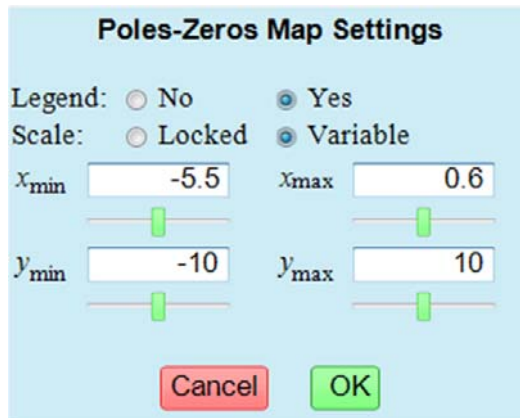 Poles-Zeros Map Settings
Legend: No Yes
Scale: Locked Variable
xmin -5.5 xmax 0.6
ymin -10 ymax 10
Cancel OK